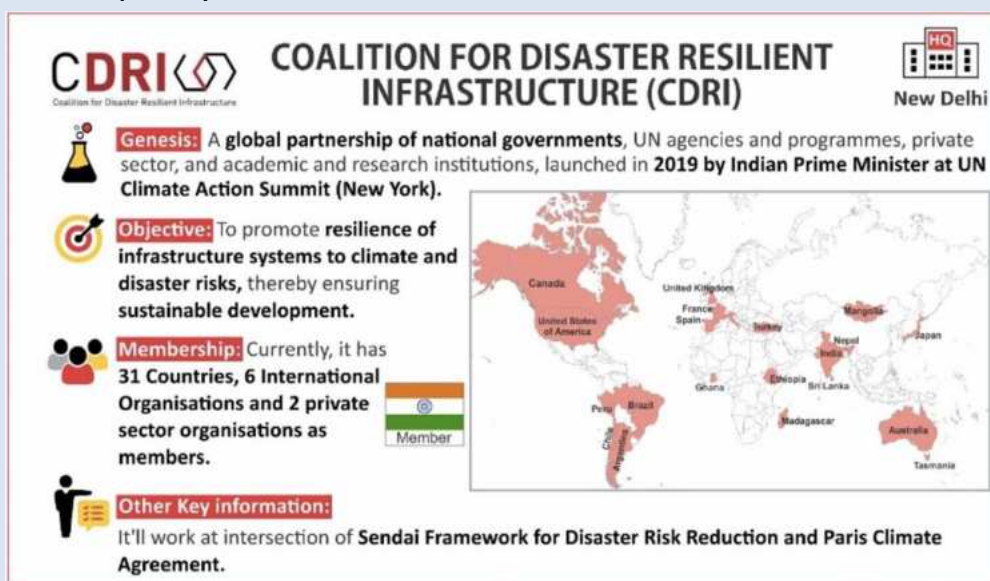 CDRI
Coalition for Disaster Resilient Infrastructure
COALITION FOR DISASTER RESILIENT
INFRASTRUCTURE (CDRI)
HQ
New Delhi
Genesis: A global partnership of national governments, UN agencies and programmes, private
sector, and academic and research institutions, launched in 2019 by Indian Prime Minister at UN
Climate Action Summit (New York).
Objective: To promote resilience of
infrastructure systems to climate and
disaster risks, thereby ensuring
sustainable development.
Membership: Currently, it has
31 Countries, 6 International
Organisations and 2 private
sector organisations as
members.
Member
Canada
United States
of America
United Kingdom
France
Spain
Turkey
Mangolia
Japan
Nepol
India
Ghana
Ethiopia
Sri Lanka
Peru
Brazil
Madagascar
Chile
Argentina
Australia
Tasmania
Other Key information:
It'll work at intersection of Sendai Framework for Disaster Risk Reduction and Paris Climate
Agreement.